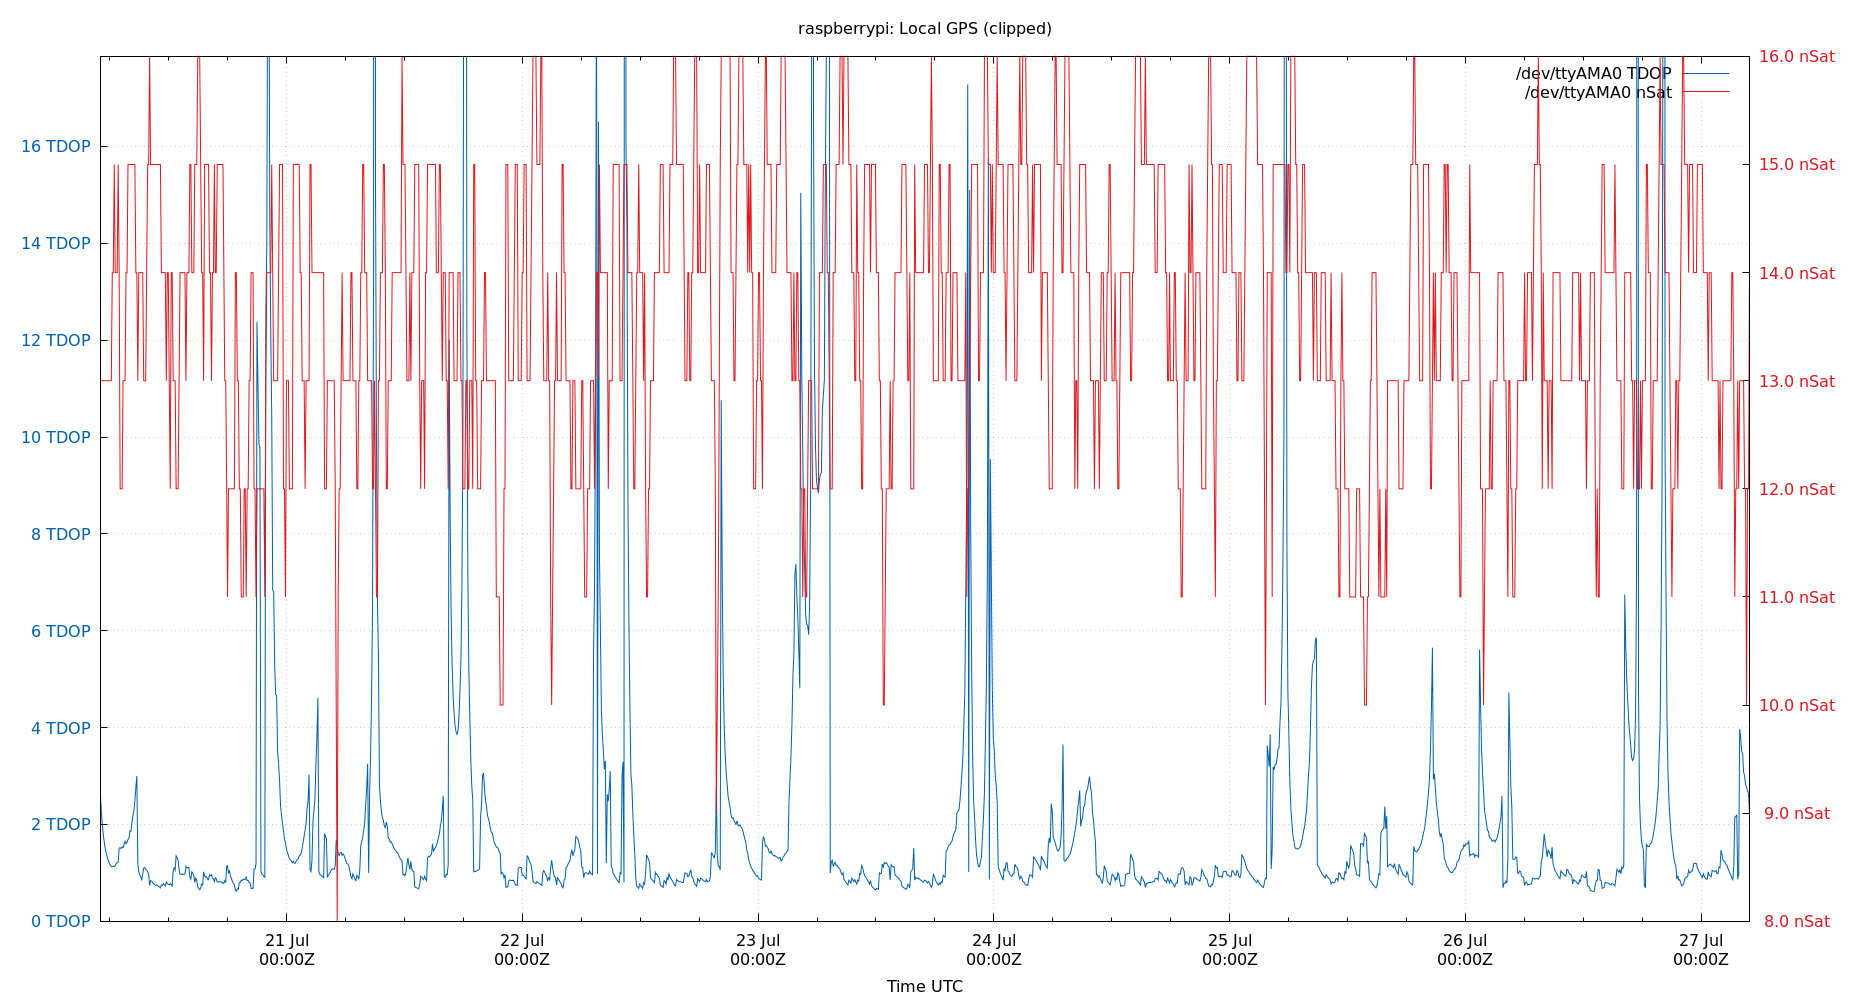 raspberrypi: Local GPS (clipped)
/dev/ttyAMA0 TDOP
/dev/ttyAMA0 nSat
16 TDOP
14 TDOP
12 TDOP
10 TDOP
8 TDOP
6 TDOP
4 TDOP
2 TDOP
0 TDOP
16.0 nSat
15.0 nSat
14.0 nSat
13.0 nSat
12.0 nSat
11.0 nSat
10.0 nSat
9.0 nSat
8.0 nSat
21 Jul
00:00Z
22 Jul
00:00Z
23 Jul
00:00Z
24 Jul
00:00Z
25 Jul
00:00Z
26 Jul
00:00Z
27 Jul
00:00Z
Time UTC